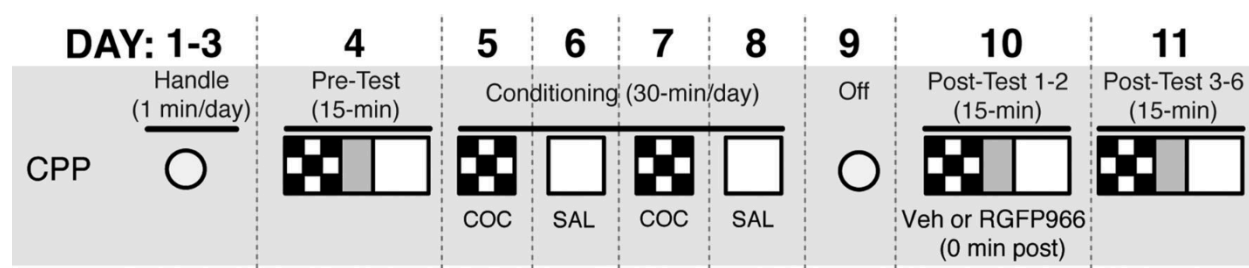 DAY: 1-3 4 5 6 7 8 9 10 11
Handle Pre-Test Conditioning (30-min/day) Off Post-Test 1-2 Post-Test 3-6
(1 min/day) (15-min) (15-min) (15-min)
CPP
COC SAL COC SAL Veh or RGFP966
(0 min post)